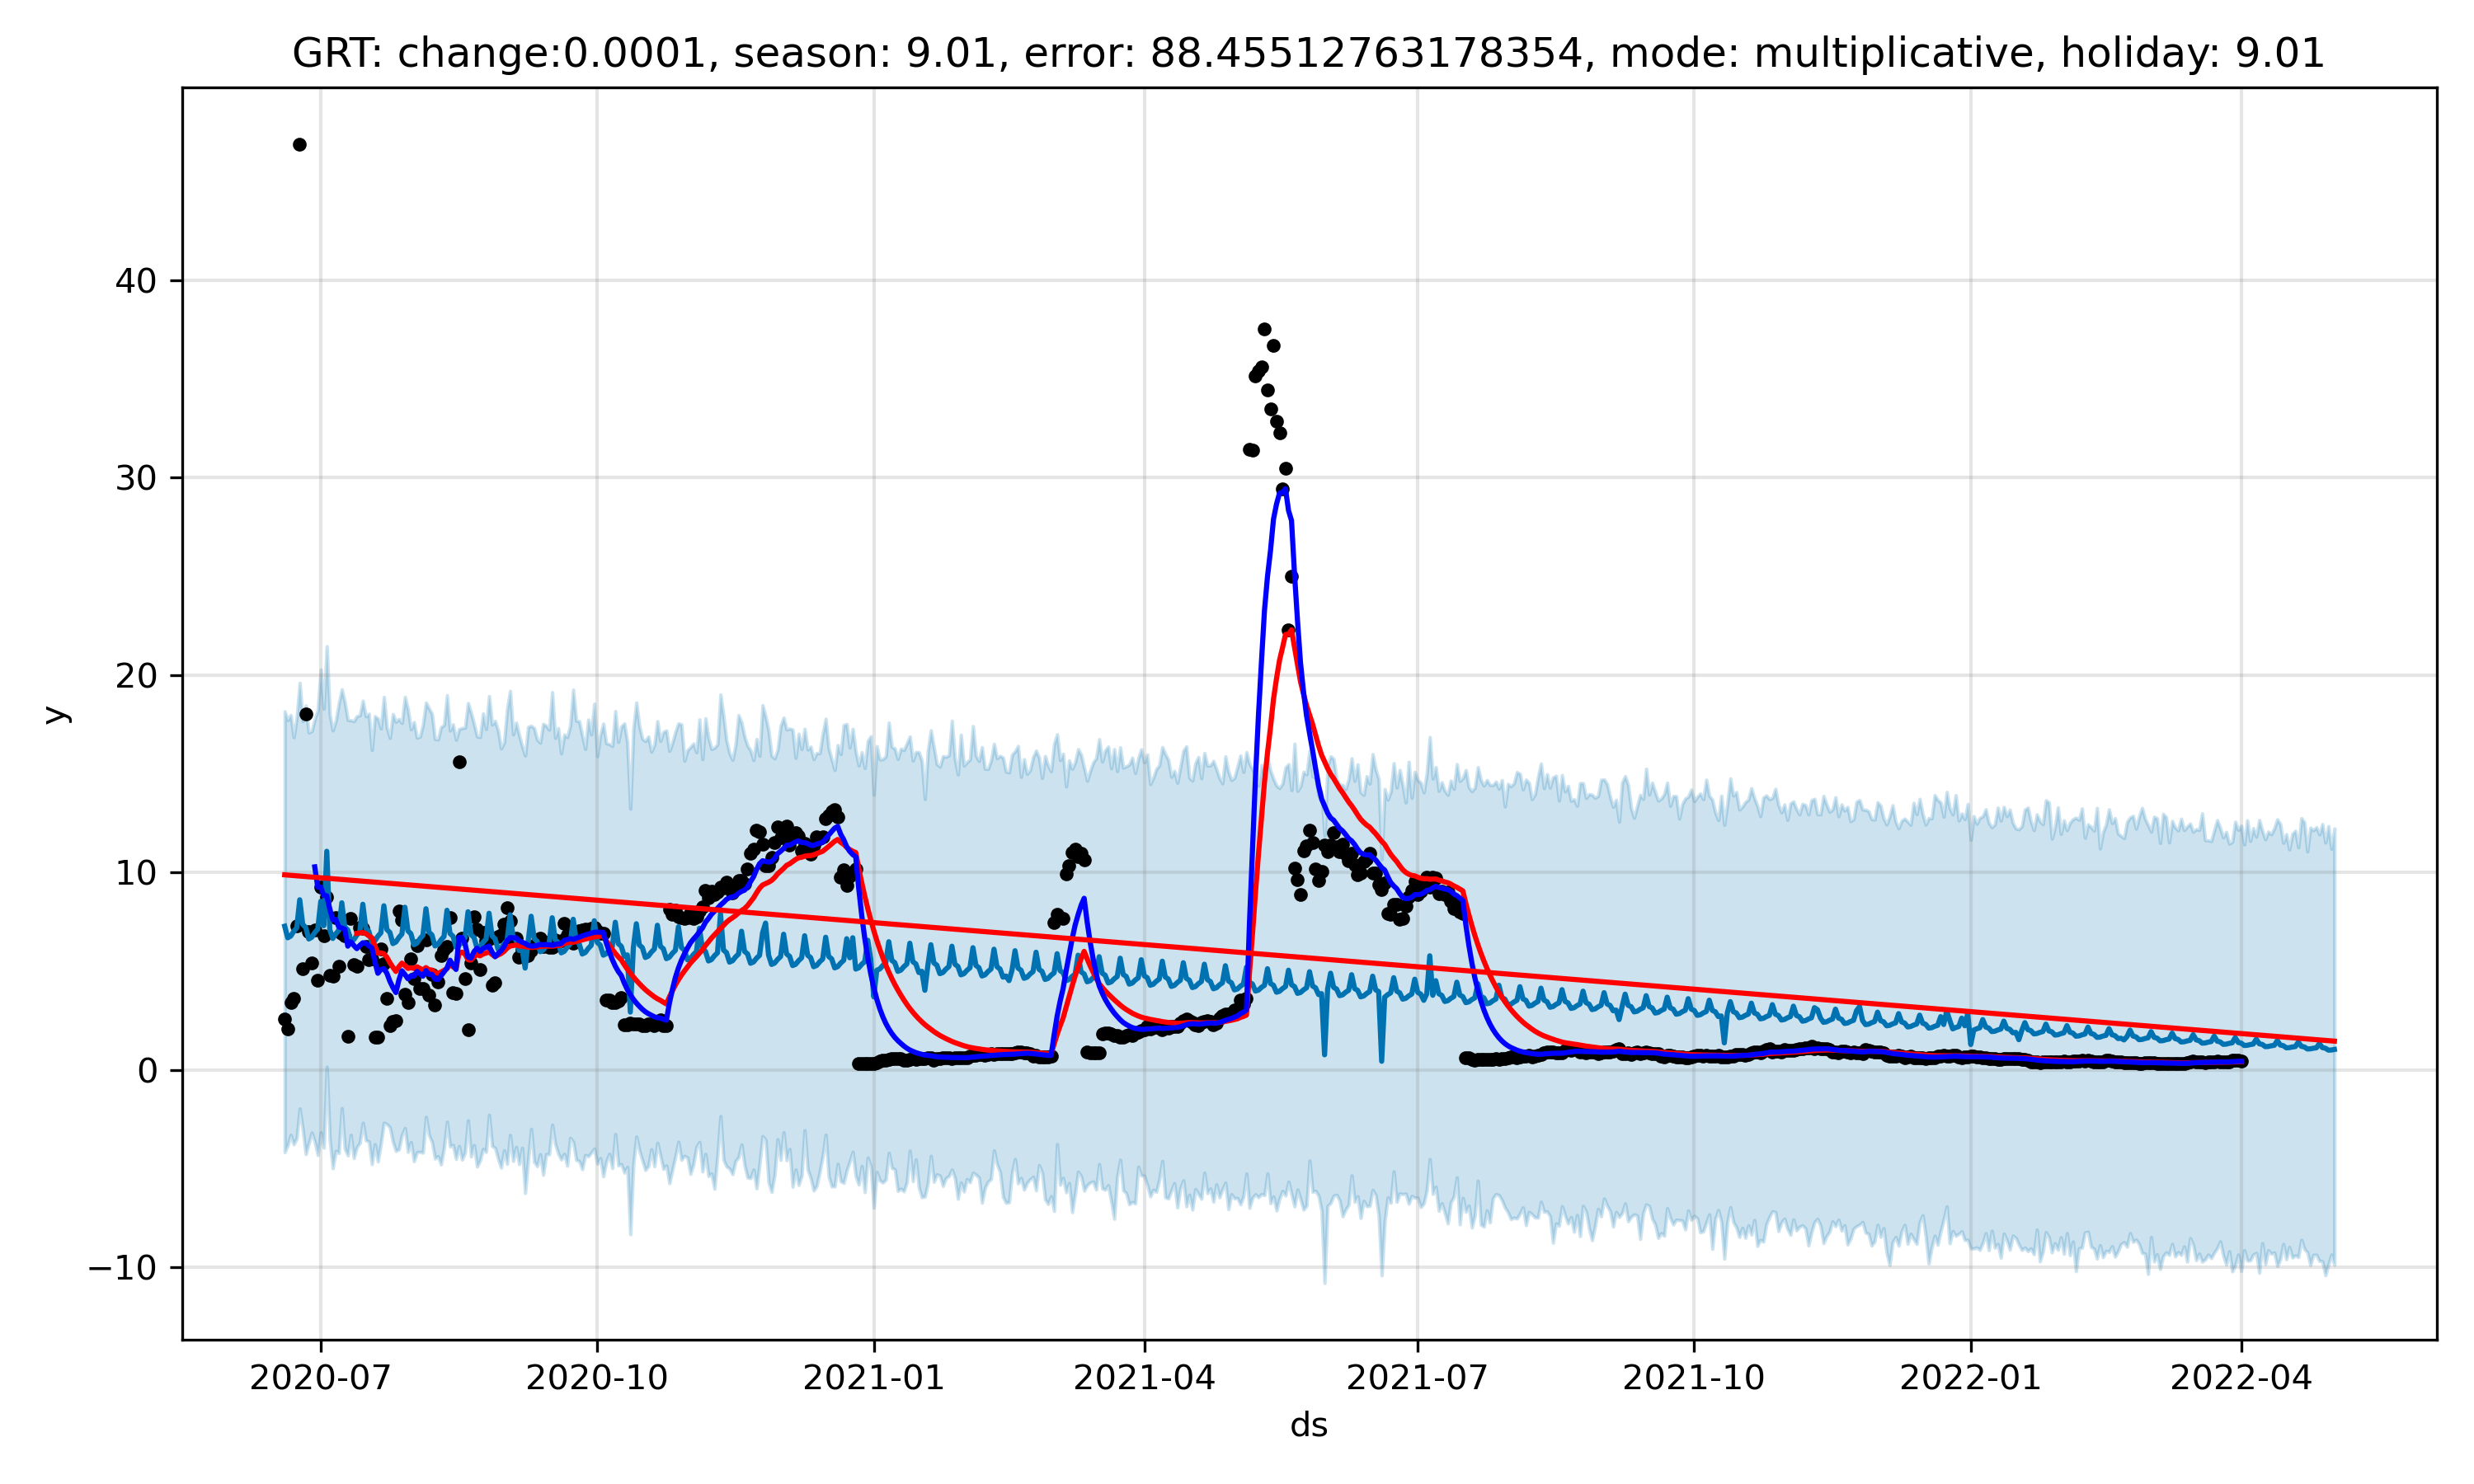 GRT: change:0.0001, season: 9.01, error: 88.45512763178354, mode: multiplicative, holiday: 9.01
40
30
20
10
0
−10
y
2020-07 2020-10 2021-01 2021-04 2021-07 2021-10 2022-01 2022-04
ds